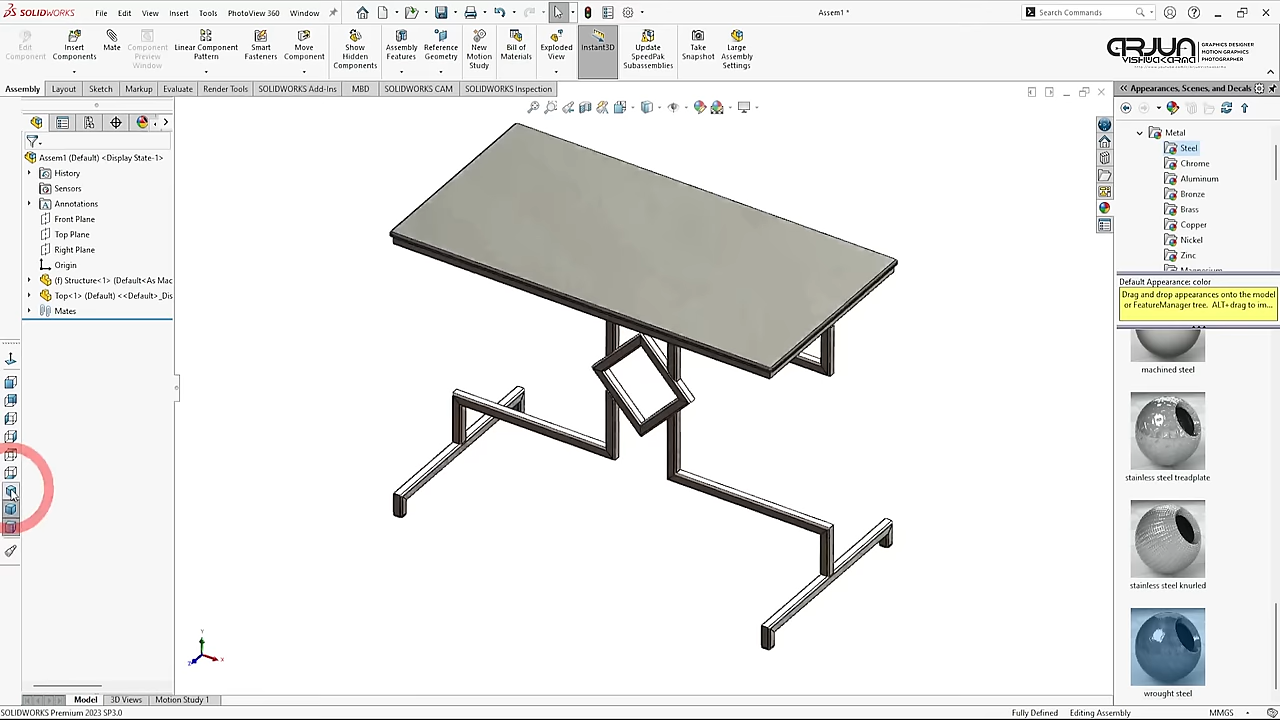 SOLIDWORKS
File
Edit
View
Insert
Tools
PhotoView 360
Window
Assem1 *
Search Commands
Edit Component
Insert Components
Mate
Component Preview Window
Linear Component Pattern
Smart Fasteners
Move Component
Show Hidden Components
Assembly Features
Reference Geometry
New Motion Study
Bill of Materials
Exploded View
Instant3D
Update SpeedPak Subassemblies
Take Snapshot
Large Assembly Settings
ARJUN
VISHWAKARMA
GRAPHICS DESIGNER
MOTION GRAPHICS
PHOTOGRAPHER
Assembly
Layout
Sketch
Markup
Evaluate
Render Tools
SOLIDWORKS Add-Ins
MBD
SOLIDWORKS CAM
SOLIDWORKS Inspection
Appearances, Scenes, and Decals
Assem1 (Default) <Display State-1>
History
Sensors
Annotations
Front Plane
Top Plane
Right Plane
Origin
(f) Structure<1> (Default<As Mac
Top<1> (Default) <<Default>_Dis
Mates
Metal
Steel
Chrome
Aluminum
Bronze
Brass
Copper
Nickel
Zinc
Magnesium
Default Appearance: color
Drag and drop appearances onto the model
or FeatureManager tree. ALT+drag to im...
machined steel
stainless steel treadplate
stainless steel knurled
wrought steel
Model
3D Views
Motion Study 1
SOLIDWORKS Premium 2023 SP3.0
Fully Defined
Editing Assembly
MMGS